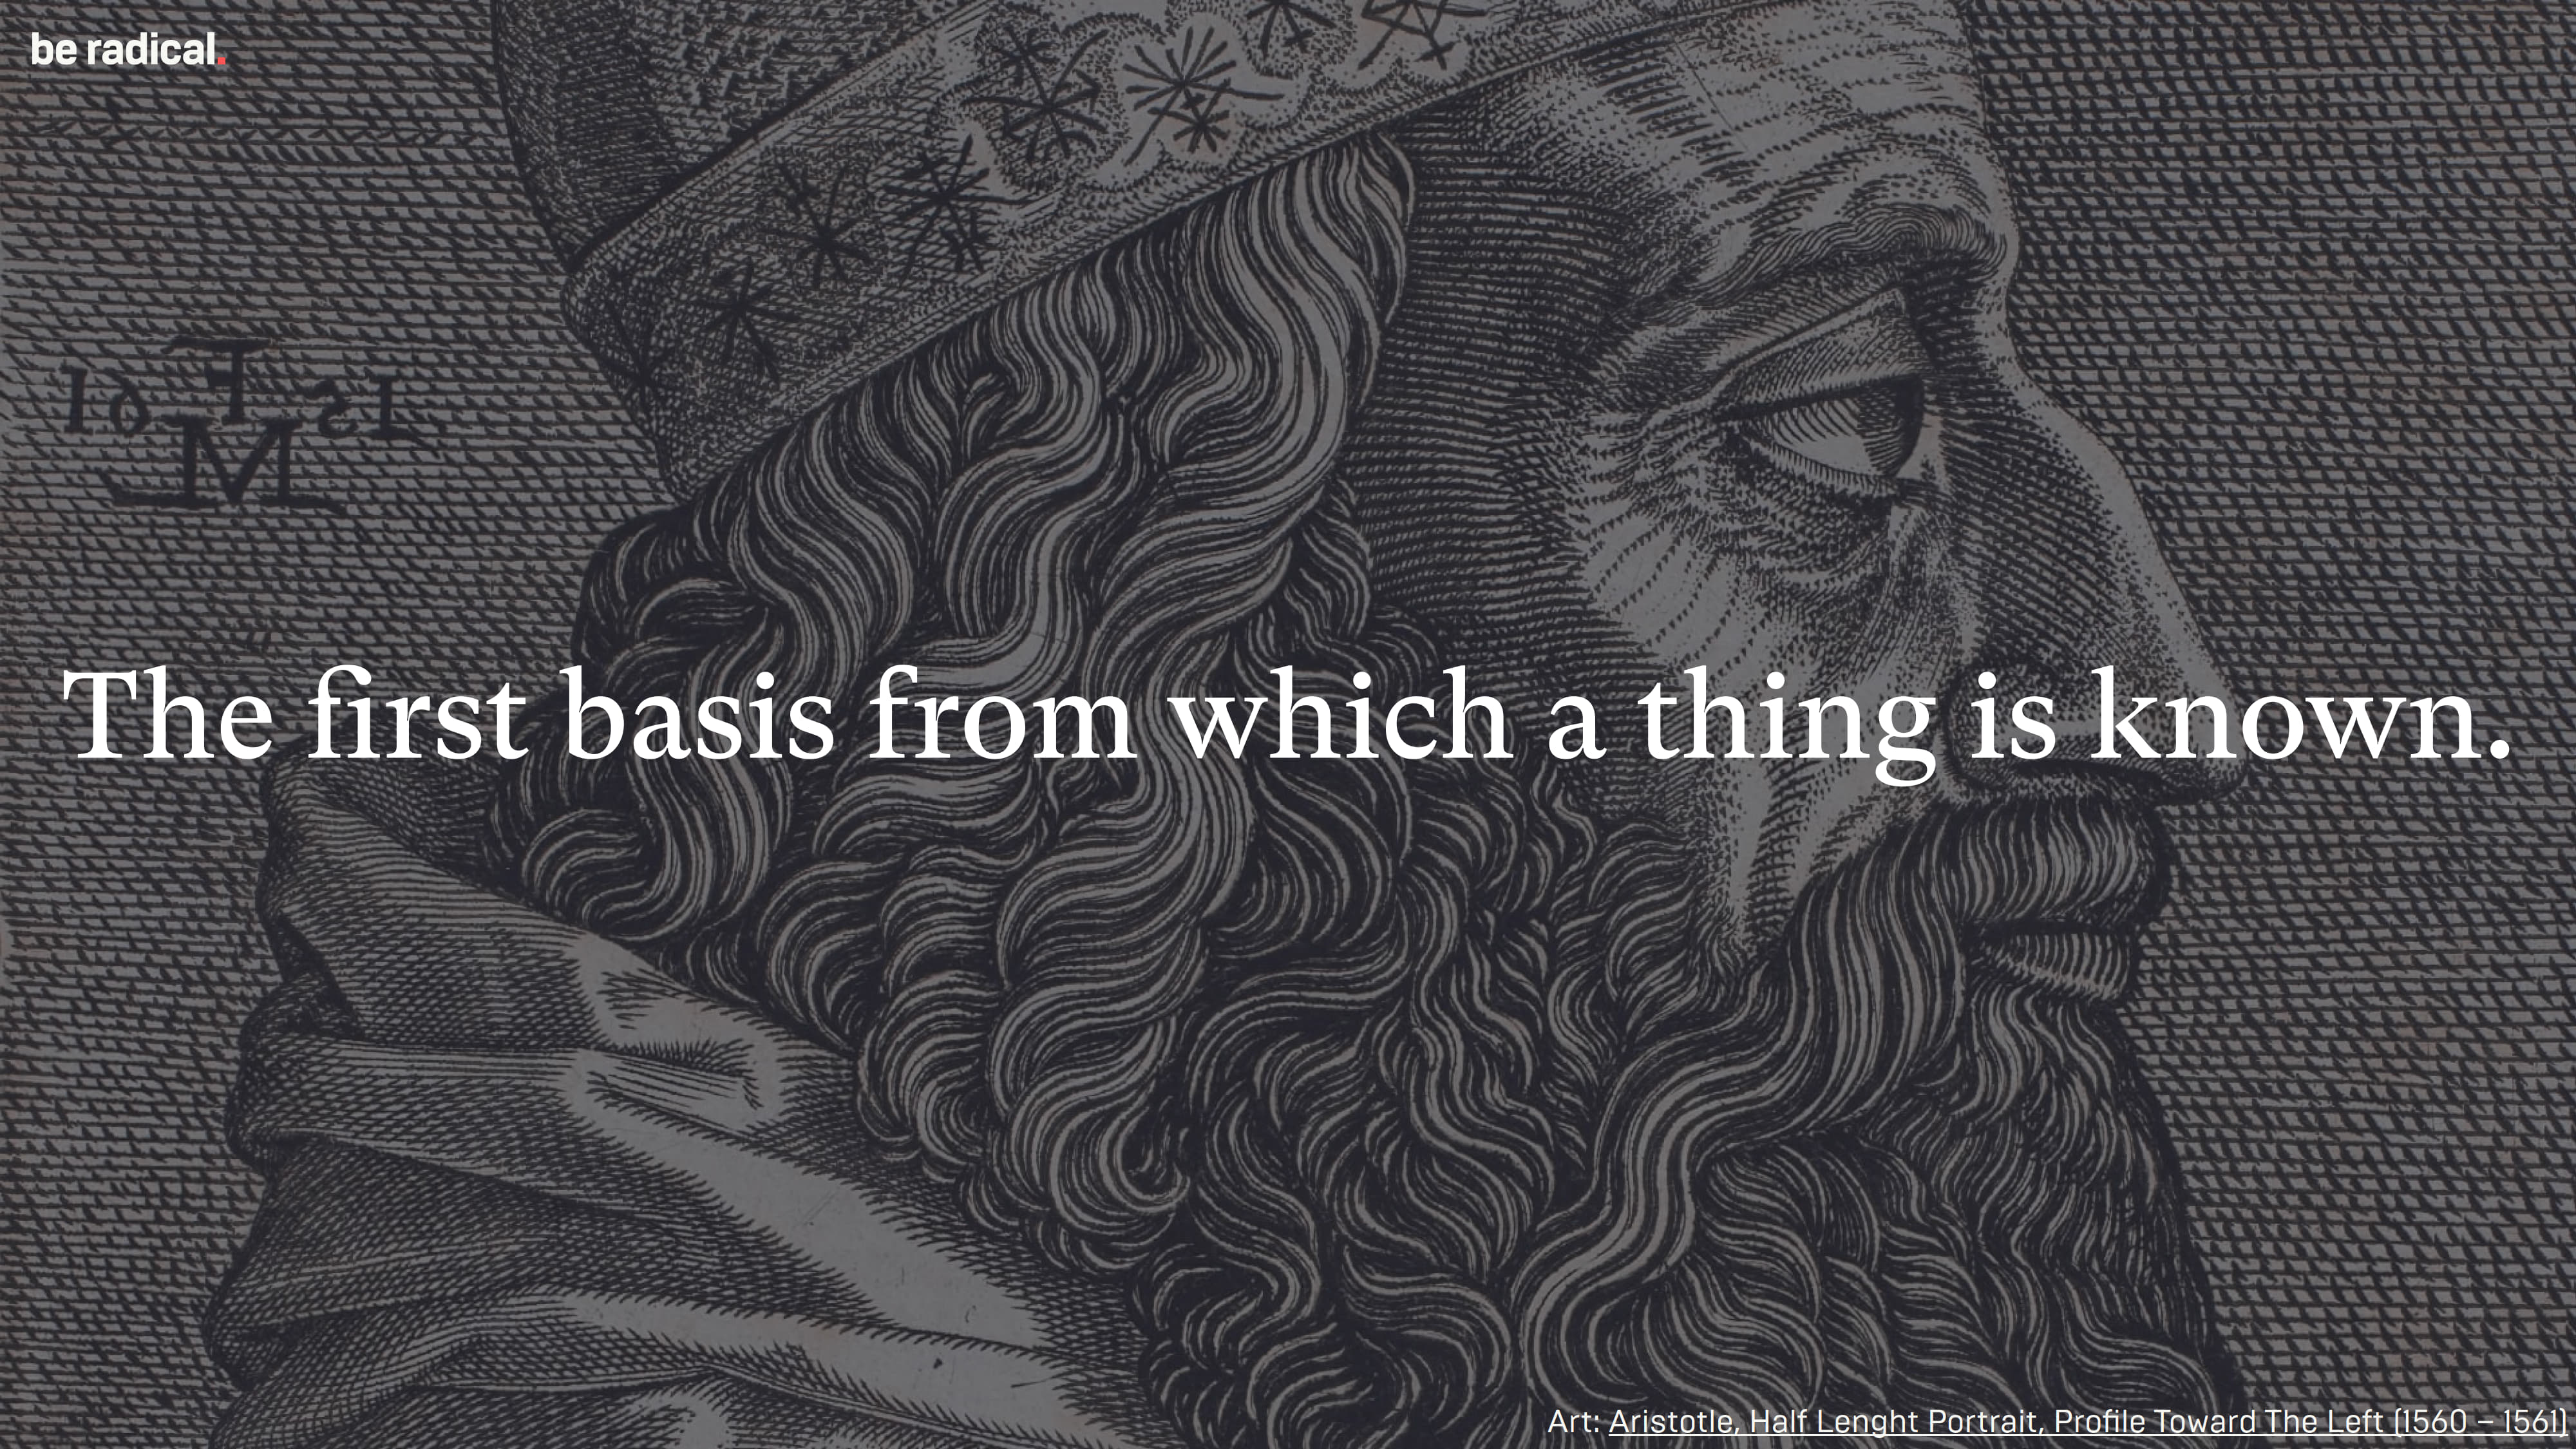 be radical.
The first basis from which a thing is known.
Art: Aristotle, Half Lenght Portrait, Profile Toward The Left (1560 – 1561)